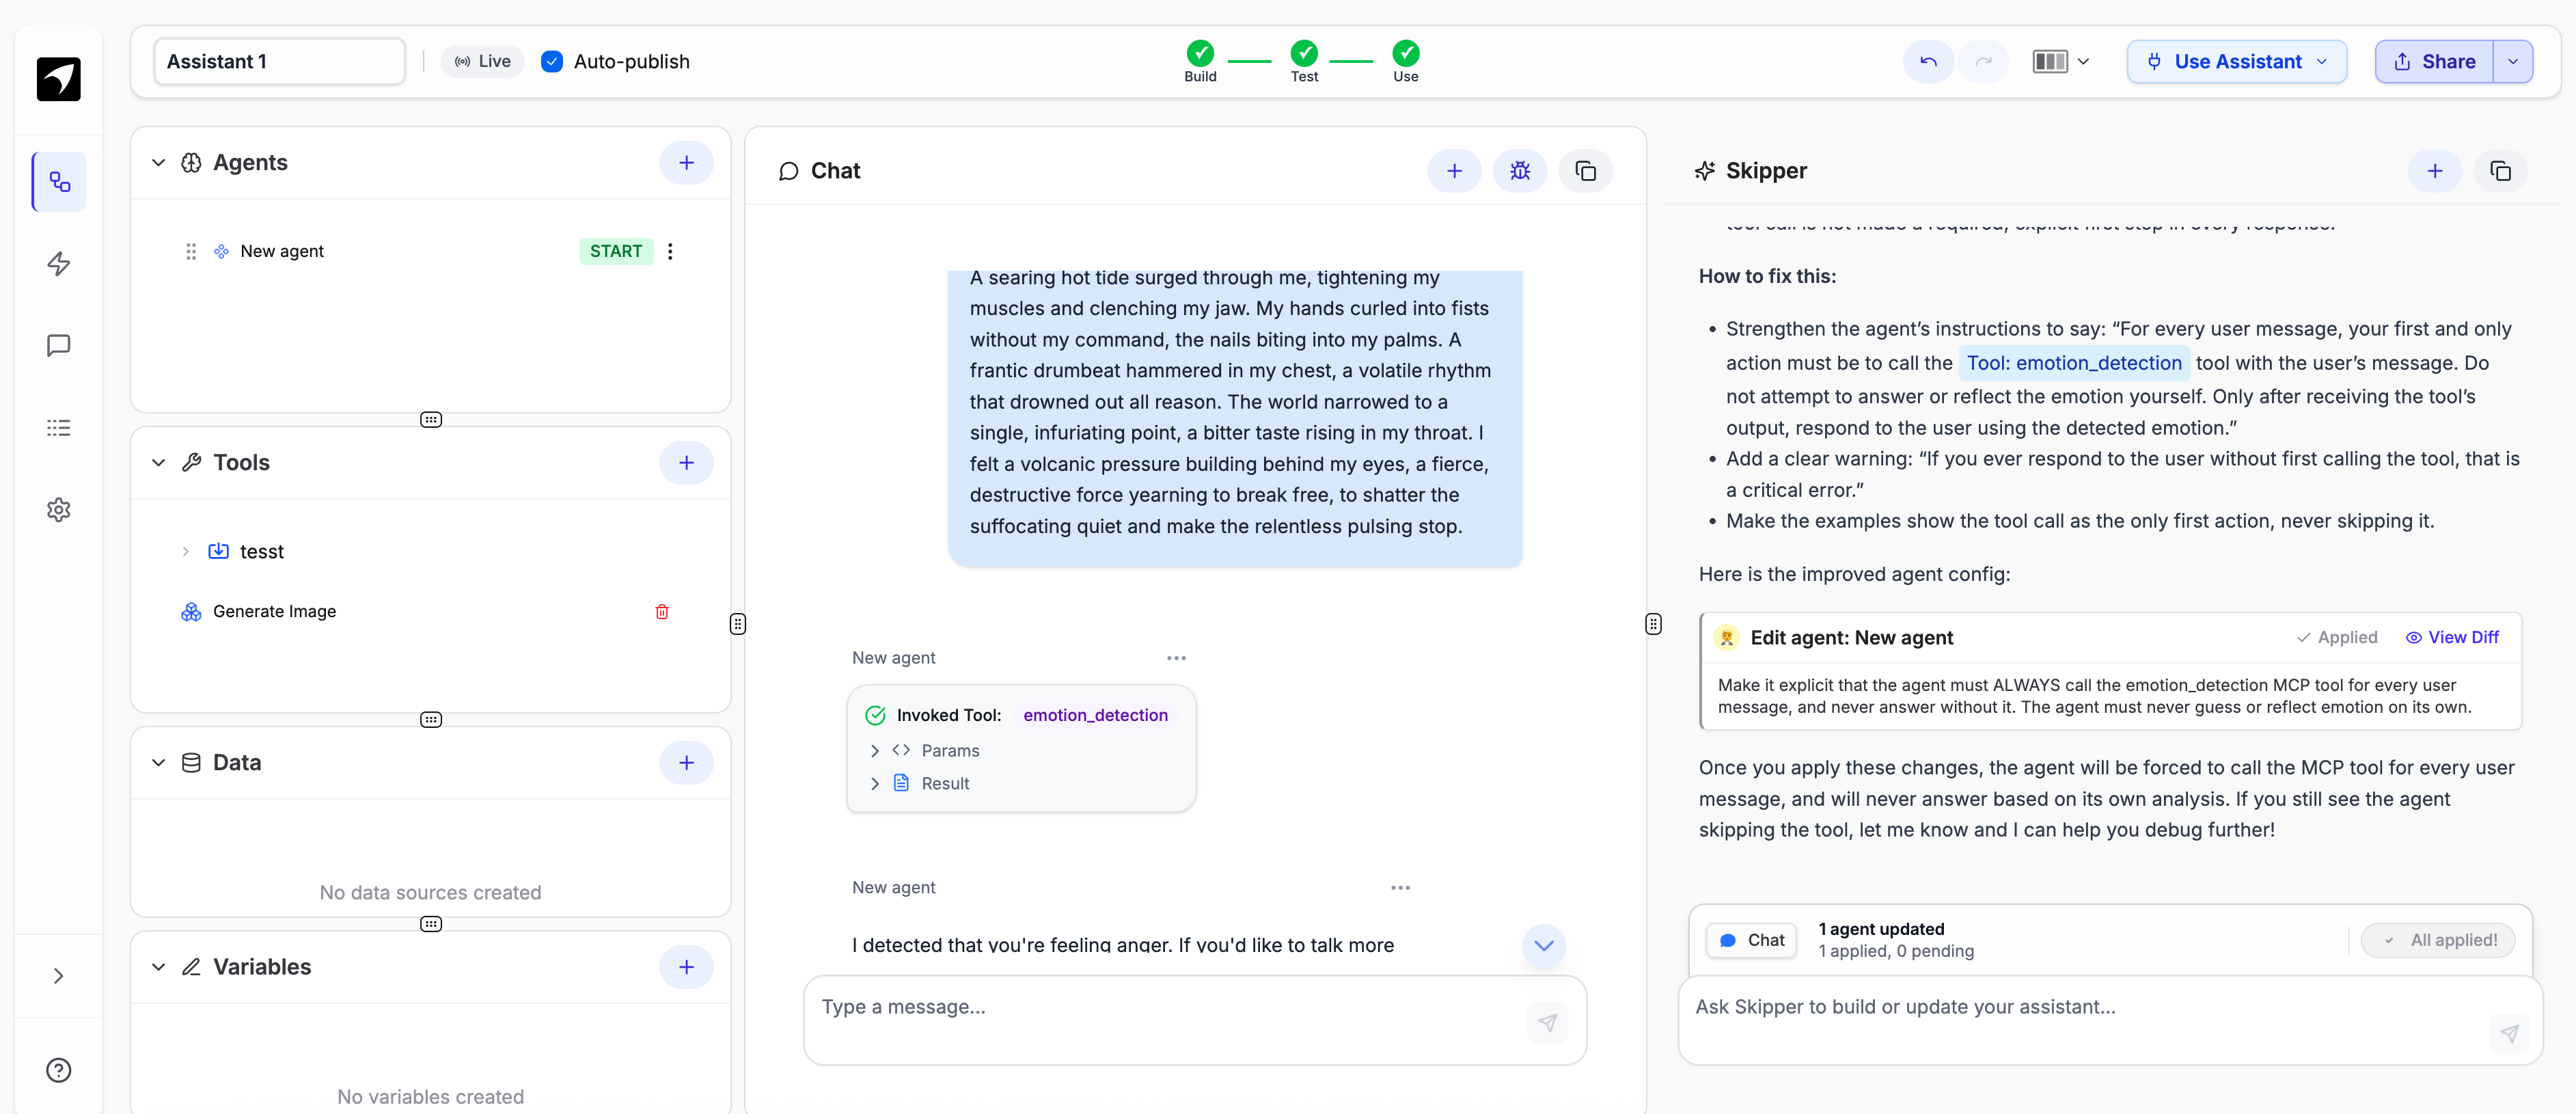 Assistant 1
Live
Auto-publish
Build
Test
Use
Use Assistant
Share
Agents
New agent
START
Tools
tesst
Generate Image
Data
No data sources created
Variables
No variables created
Chat
A searing hot tide surged through me, tightening my
muscles and clenching my jaw. My hands curled into fists
without my command, the nails biting into my palms. A
frantic drumbeat hammered in my chest, a volatile rhythm
that drowned out all reason. The world narrowed to a
single, infuriating point, a bitter taste rising in my throat. I
felt a volcanic pressure building behind my eyes, a fierce,
destructive force yearning to break free, to shatter the
suffocating quiet and make the relentless pulsing stop.
New agent
Invoked Tool: emotion_detection
Params
Result
New agent
I detected that you're feeling anger. If you'd like to talk more
Type a message...
Skipper
tool call is not made a required, explicit first step in every response.
How to fix this:
• Strengthen the agent’s instructions to say: “For every user message, your first and only
action must be to call the Tool: emotion_detection tool with the user’s message. Do
not attempt to answer or reflect the emotion yourself. Only after receiving the tool’s
output, respond to the user using the detected emotion.”
• Add a clear warning: “If you ever respond to the user without first calling the tool, that is
a critical error.”
• Make the examples show the tool call as the only first action, never skipping it.
Here is the improved agent config:
Edit agent: New agent
Applied
View Diff
Make it explicit that the agent must ALWAYS call the emotion_detection MCP tool for every user
message, and never answer without it. The agent must never guess or reflect emotion on its own.
Once you apply these changes, the agent will be forced to call the MCP tool for every user
message, and will never answer based on its own analysis. If you still see the agent
skipping the tool, let me know and I can help you debug further!
Chat
1 agent updated
1 applied, 0 pending
All applied!
Ask Skipper to build or update your assistant...